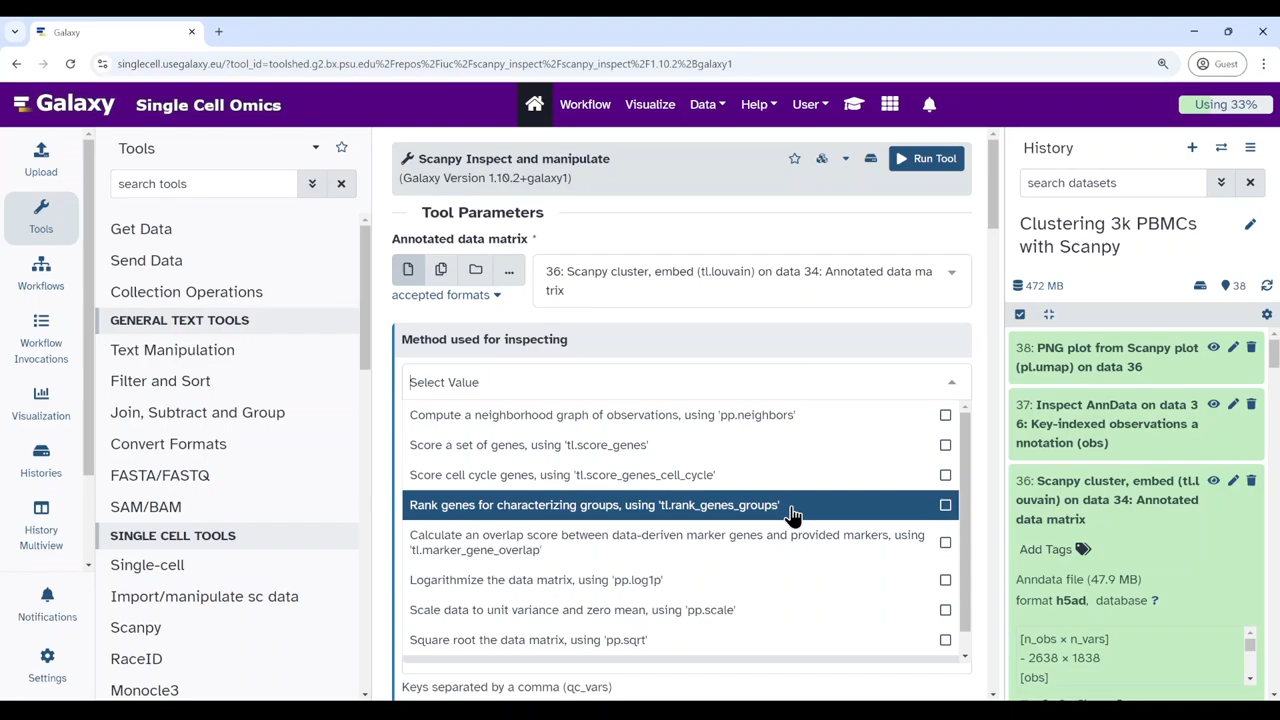 Galaxy
singlecell.usegalaxy.eu/?tool_id=toolshed.g2.bx.psu.edu%2Frepos%2Fiuc%2Fscanpy_inspect%2Fscanpy_inspect%2F1.10.2%2Bgalaxy1
Guest
Galaxy Single Cell Omics
Workflow Visualize Data Help User
Using 33%
Upload
Tools
Workflows
Workflow
Invocations
Visualization
Histories
History
Multiview
Notifications
Settings
Tools
search tools
Get Data
Send Data
Collection Operations
GENERAL TEXT TOOLS
Text Manipulation
Filter and Sort
Join, Subtract and Group
Convert Formats
FASTA/FASTQ
SAM/BAM
SINGLE CELL TOOLS
Single-cell
Import/manipulate sc data
Scanpy
RaceID
Monocle3
Scanpy Inspect and manipulate
(Galaxy Version 1.10.2+galaxy1)
Run Tool
Tool Parameters
Annotated data matrix *
36: Scanpy cluster, embed (tl.louvain) on data 34: Annotated data ma
trix
accepted formats
Method used for inspecting
Select Value
Compute a neighborhood graph of observations, using 'pp.neighbors'
Score a set of genes, using 'tl.score_genes'
Score cell cycle genes, using 'tl.score_genes_cell_cycle'
Rank genes for characterizing groups, using 'tl.rank_genes_groups'
Calculate an overlap score between data-driven marker genes and provided markers, using
'tl.marker_gene_overlap'
Logarithmize the data matrix, using 'pp.log1p'
Scale data to unit variance and zero mean, using 'pp.scale'
Square root the data matrix, using 'pp.sqrt'
Keys separated by a comma (qc_vars)
History
search datasets
Clustering 3k PBMCs
with Scanpy
472 MB
38
38: PNG plot from Scanpy plot
(pl.umap) on data 36
37: Inspect AnnData on data 3
6: Key-indexed observations a
nnotation (obs)
36: Scanpy cluster, embed (tl.l
ouvain) on data 34: Annotated
data matrix
Add Tags
Anndata file (47.9 MB)
format h5ad, database ?
[n_obs × n_vars]
- 2638 × 1838
[obs]